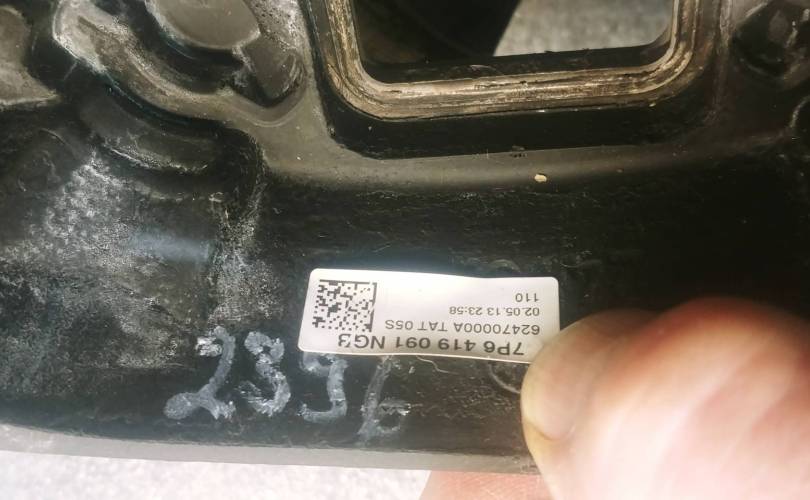 7P6 419 091 NG3
62470000A TAT 05S
02.05.13 23:58
110